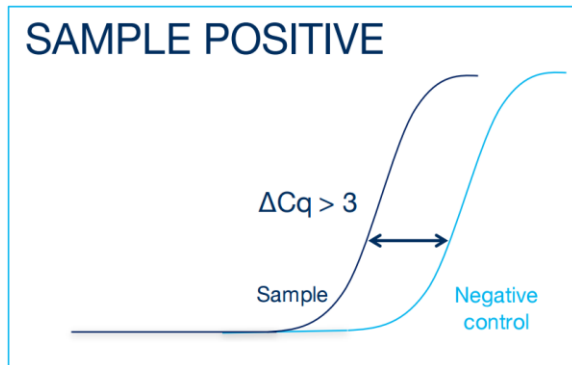 SAMPLE POSITIVE
ΔCq > 3
Sample
Negative
control